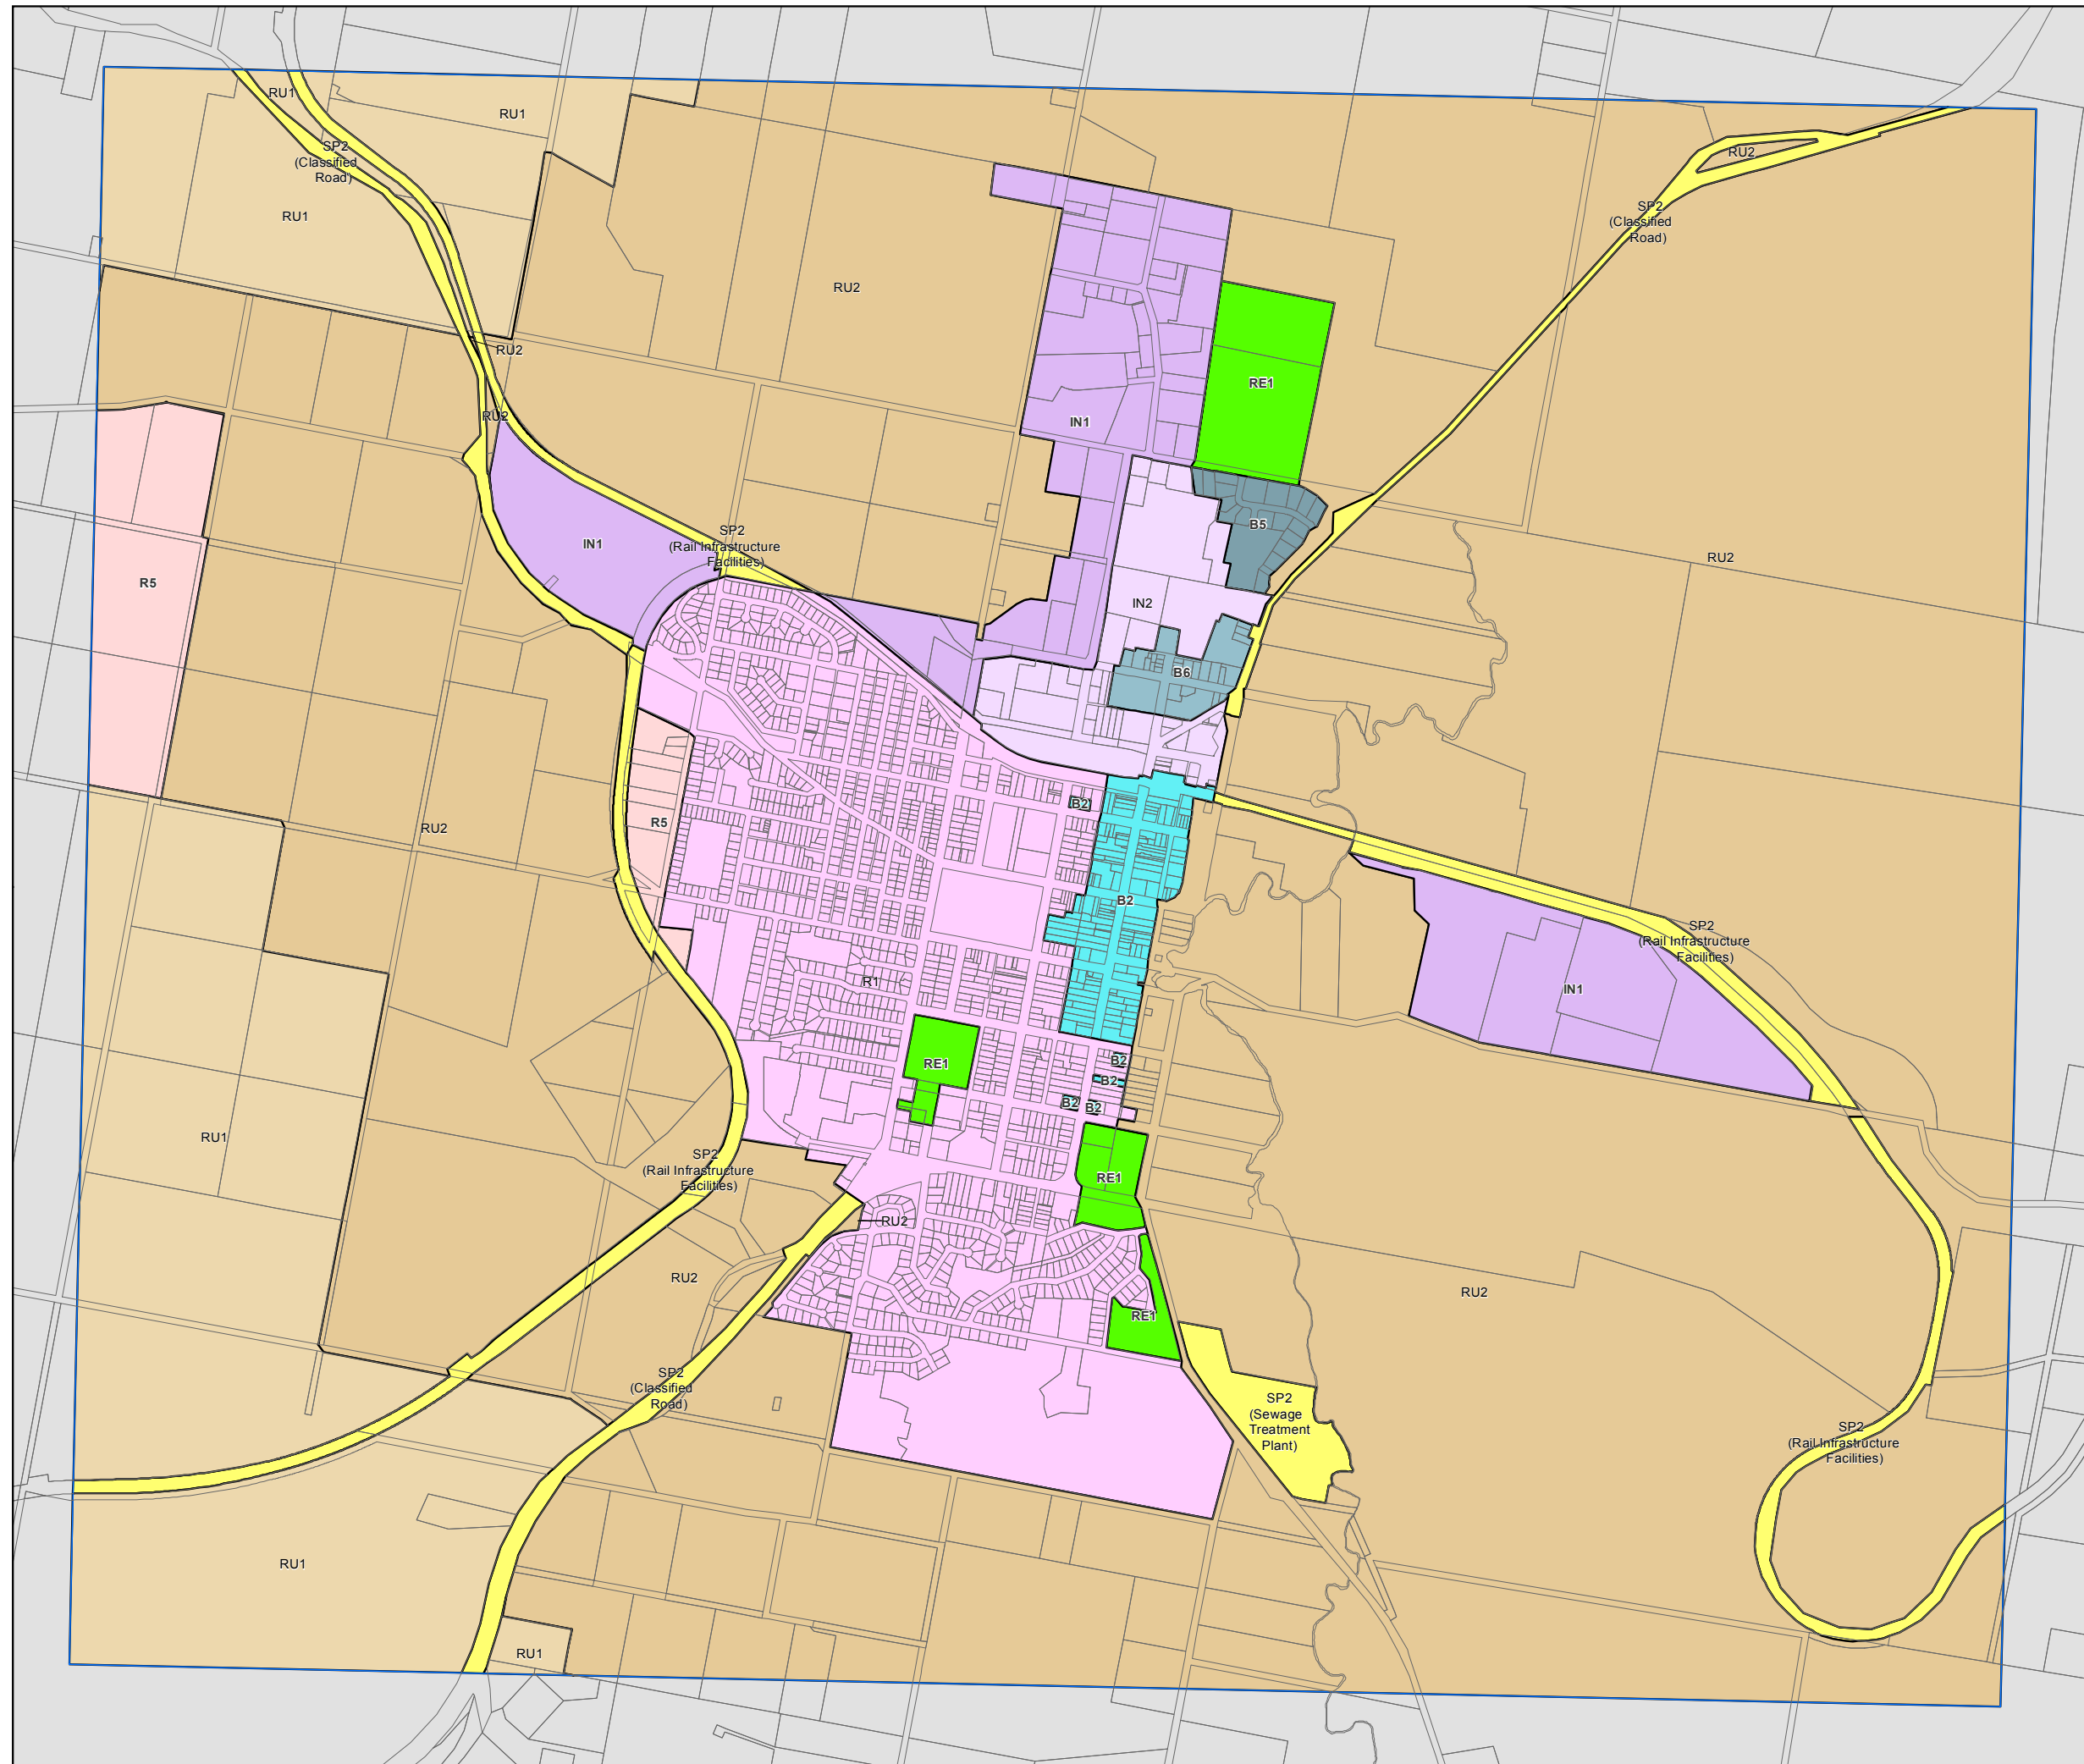 RU1
RU1
SP2
(Classified
Road)
RU2
SP2
(Classified
Road)
RU1
RU2
RU2
RE1
RU2
IN1
B5
SP2
(Rail Infrastructure
Facilities)
IN1
RU2
R5
IN2
B6
B2
R5
RU2
B2
SP2
(Rail Infrastructure
Facilities)
R1
IN1
B2
RE1
B2
B2
B2
RU1
SP2
(Rail Infrastructure
Facilities)
RE1
RU2
RU2
RU2
RE1
SP2
(Classified
Road)
SP2
(Sewage
Treatment
Plant)
SP2
(Rail Infrastructure
Facilities)
RU1
RU1